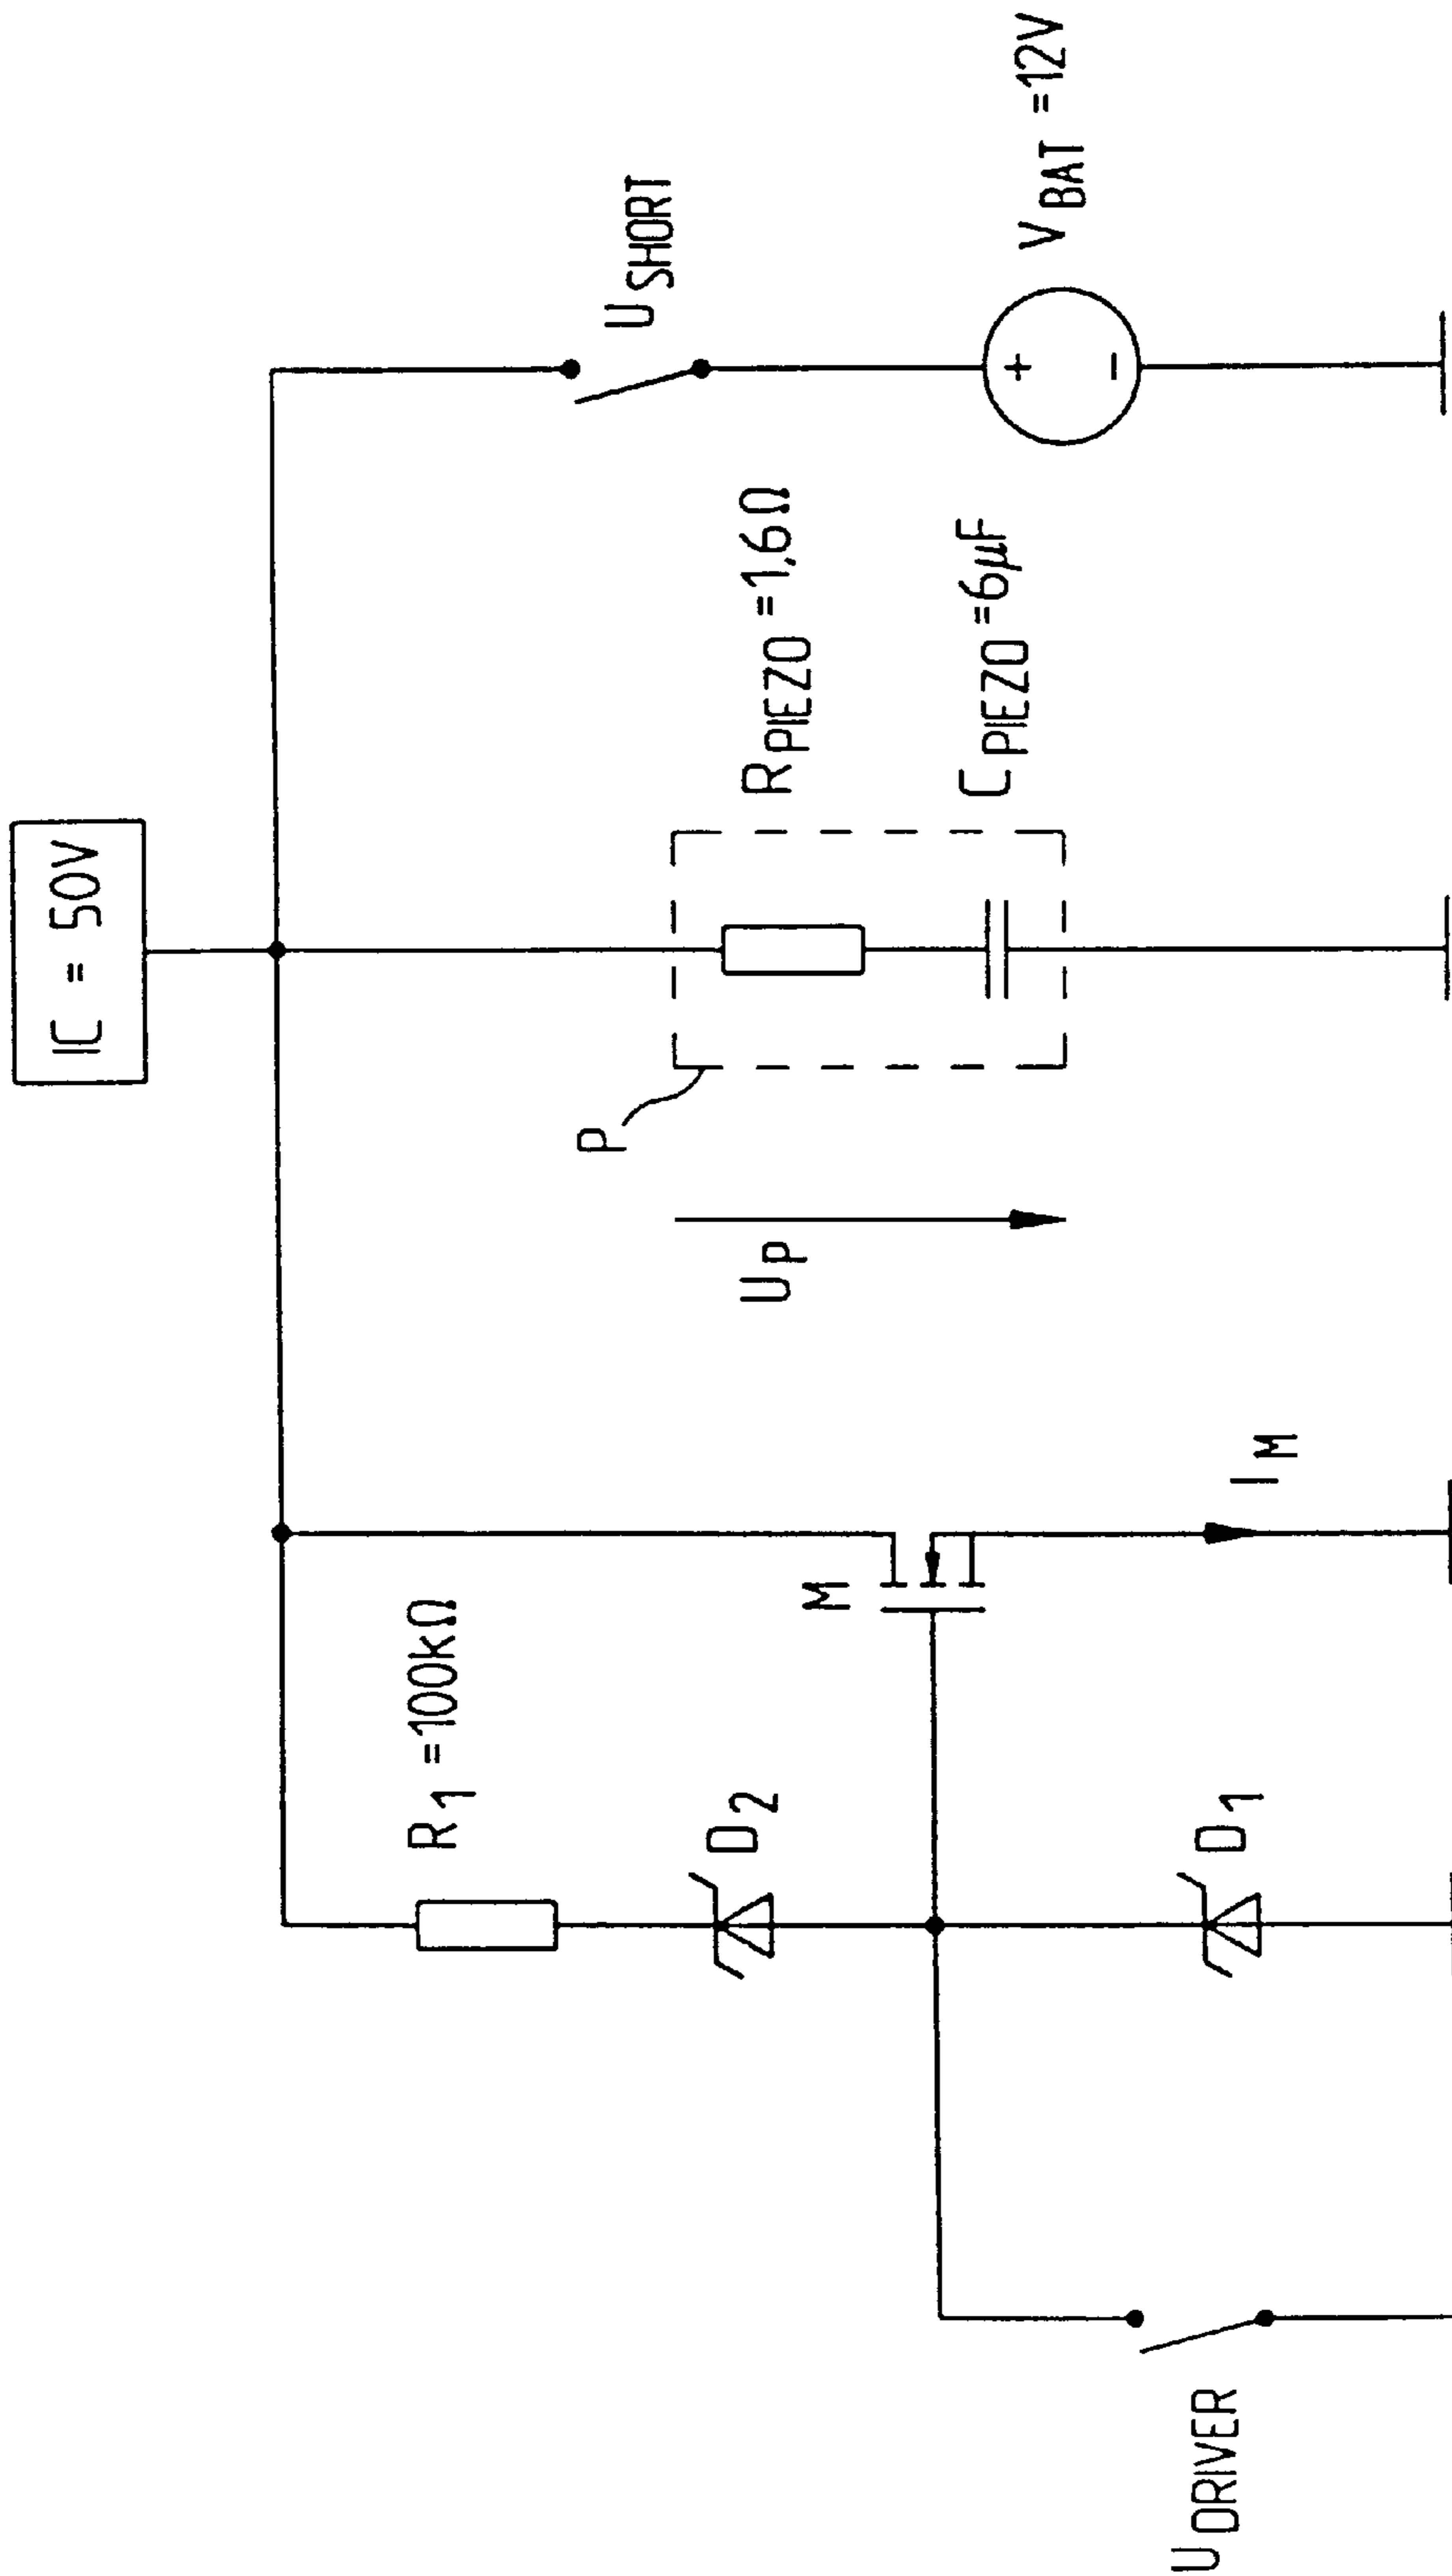 IC = 50V
U_SHORT
V_BAT =12V
R_PIEZO =1,6Ω
C_PIEZO =6µF
P
U_P
R_1 =100kΩ
M
I_M
D_2
D_1
U_DRIVER
+
−